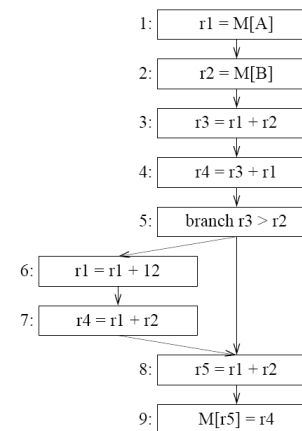 1: r1 = M[A]
2: r2 = M[B]
3: r3 = r1 + r2
4: r4 = r3 + r1
5: branch r3 > r2
6: r1 = r1 + 12
7: r4 = r1 + r2
8: r5 = r1 + r2
9: M[r5] = r4